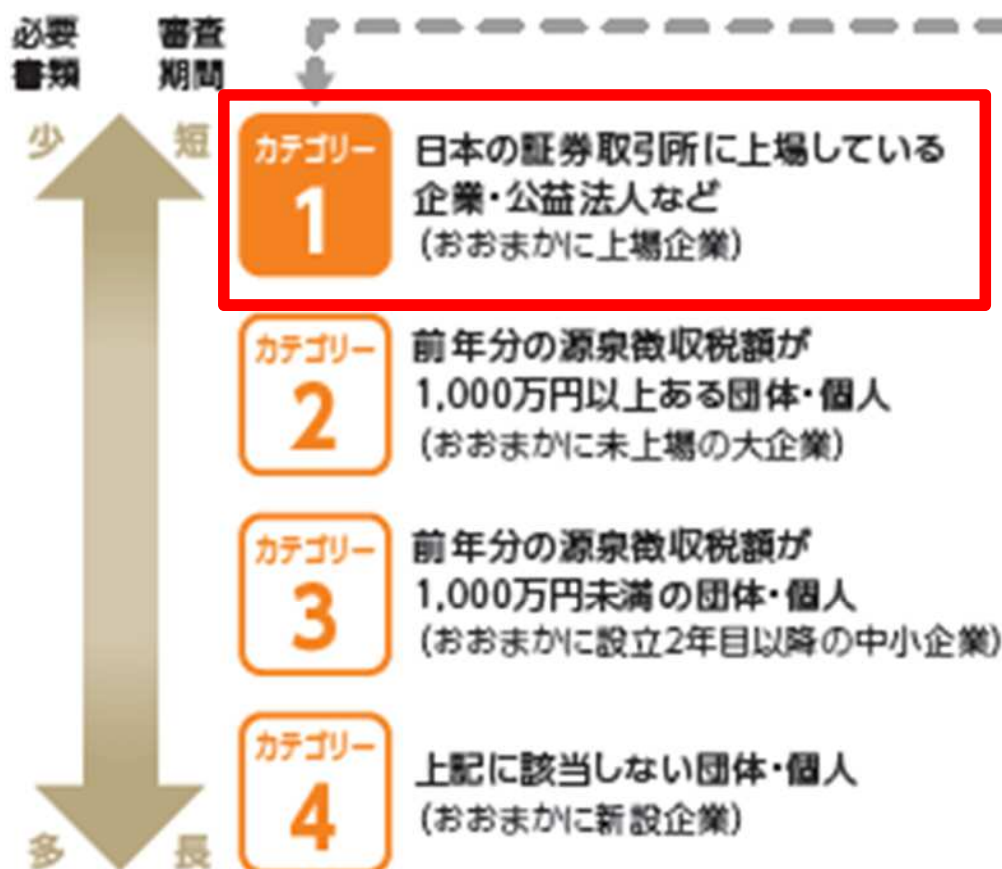 必要
書類
審査
期間
少
短
カテゴリー
1
日本の証券取引所に上場している
企業・公益法人など
(おおまかに上場企業)
カテゴリー
2
前年分の源泉徴収税額が
1,000万円以上ある団体・個人
(おおまかに未上場の大企業)
カテゴリー
3
前年分の源泉徴収税額が
1,000万円未満の団体・個人
(おおまかに設立2年目以降の中小企業)
カテゴリー
4
上記に該当しない団体・個人
(おおまかに新設企業)
多
長